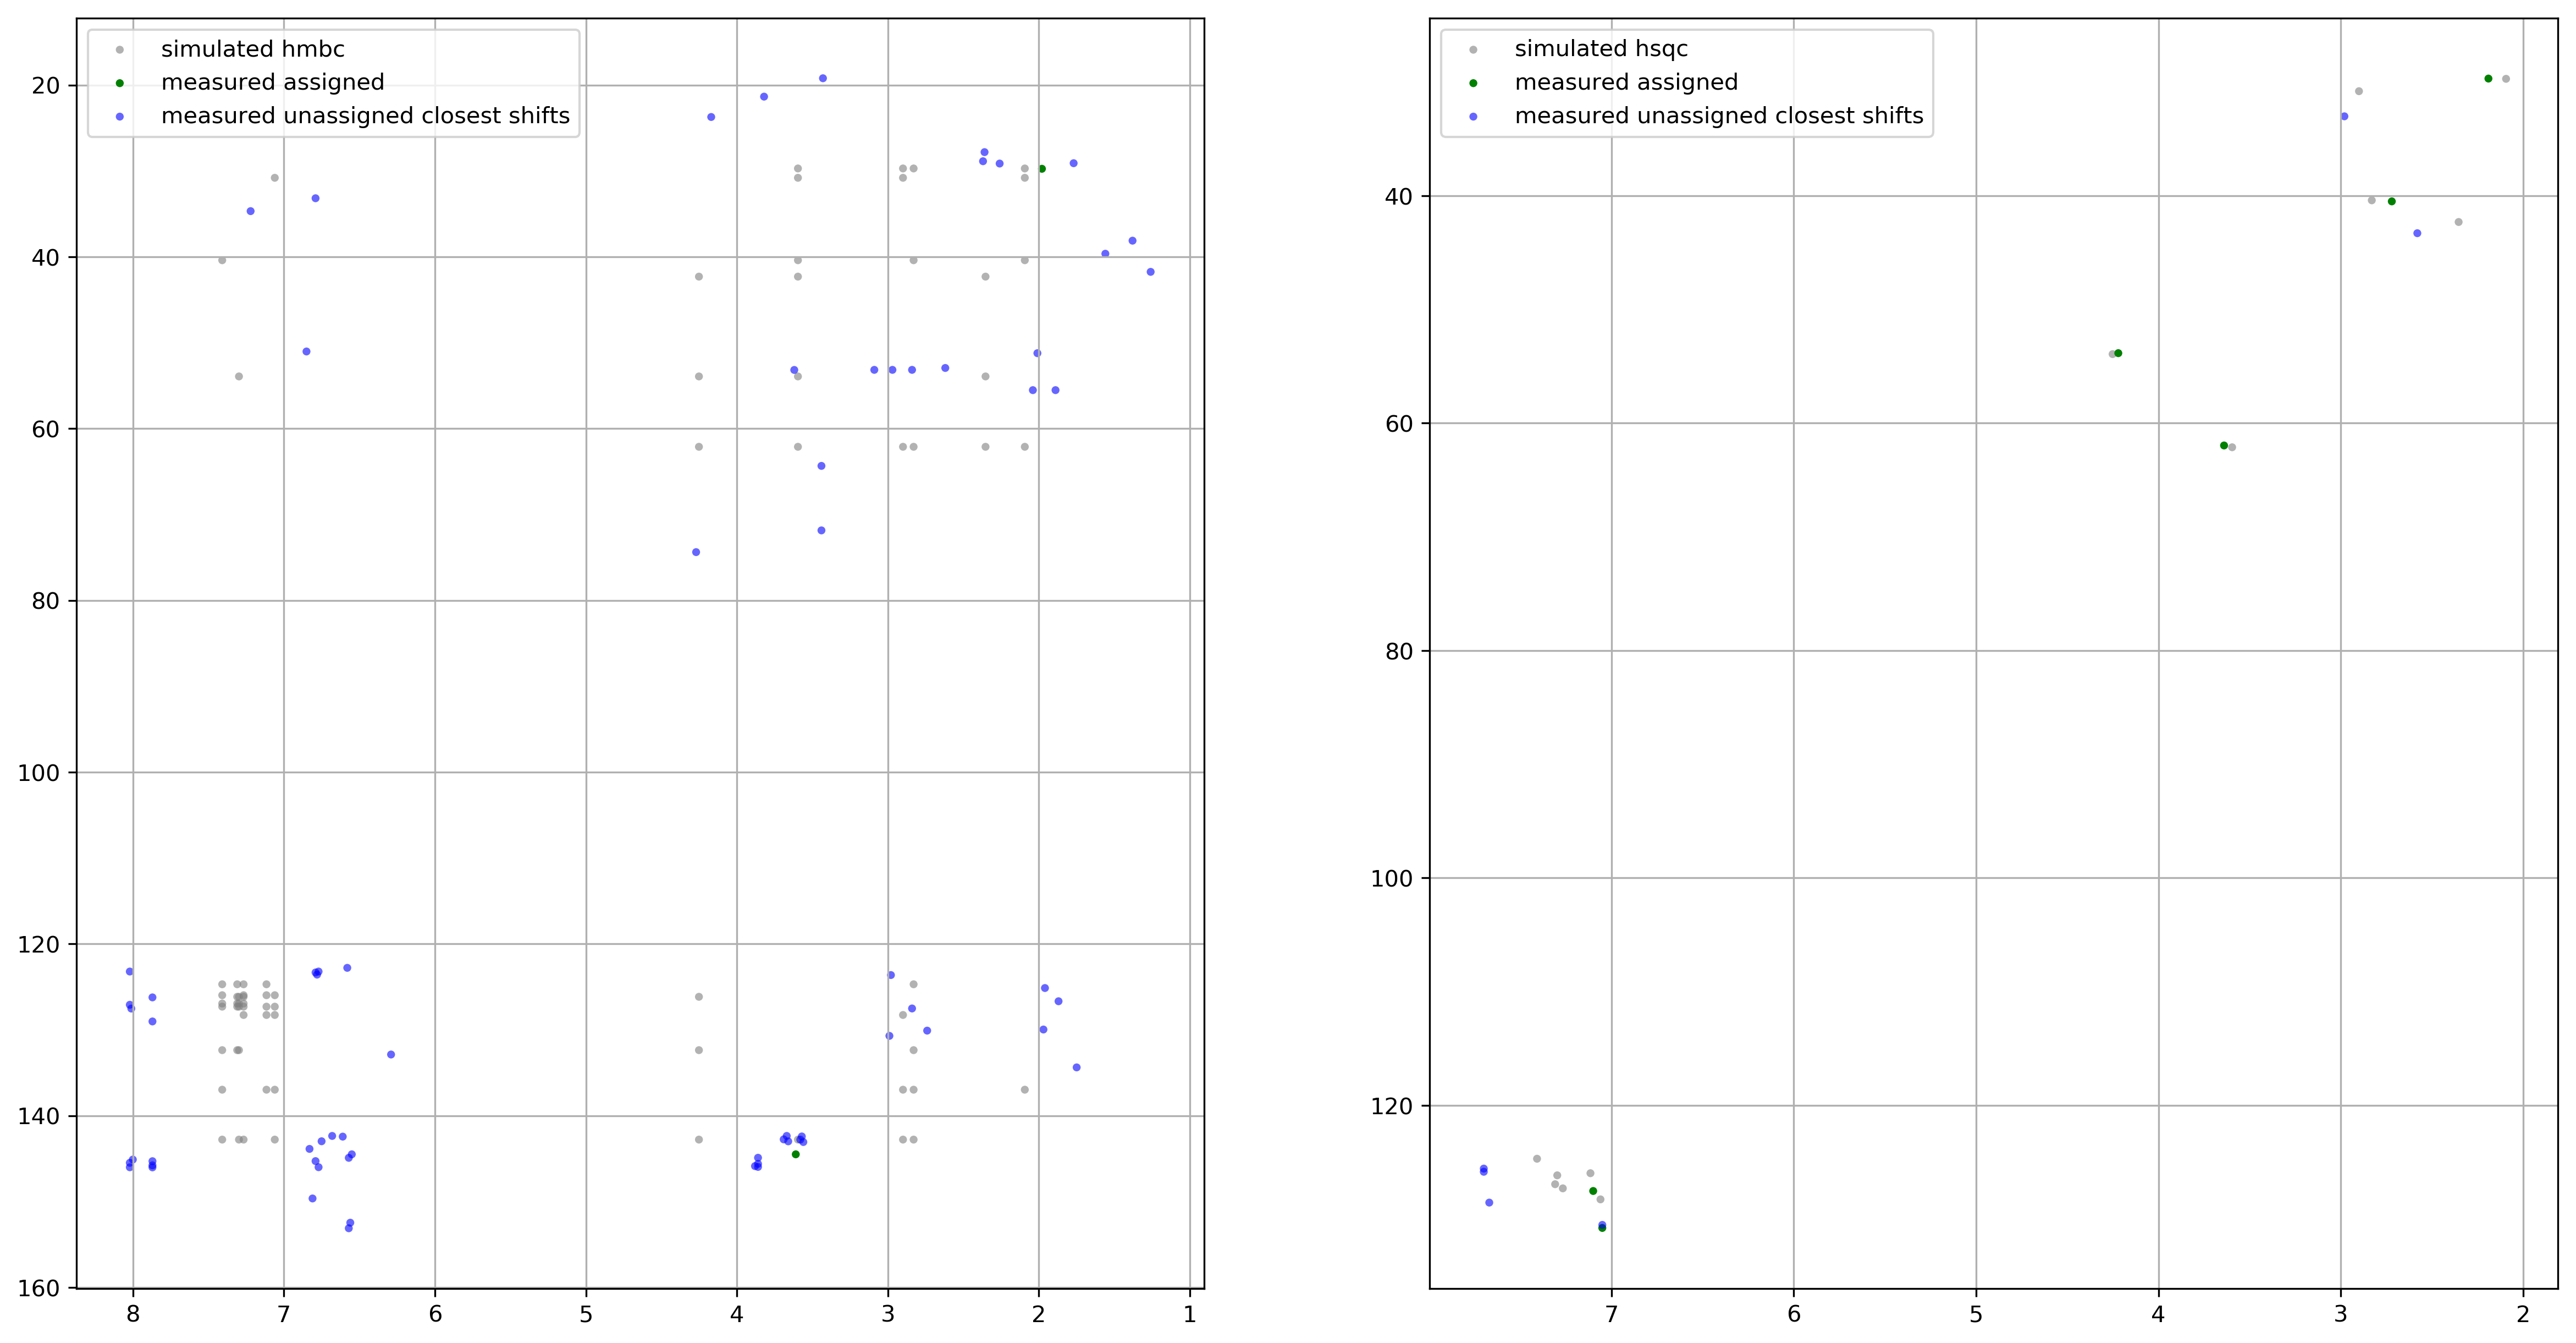 simulated hmbc
measured assigned
measured unassigned closest shifts
20
40
60
80
100
120
140
160
8 7 6 5 4 3 2 1
simulated hsqc
measured assigned
measured unassigned closest shifts
40
60
80
100
120
7 6 5 4 3 2